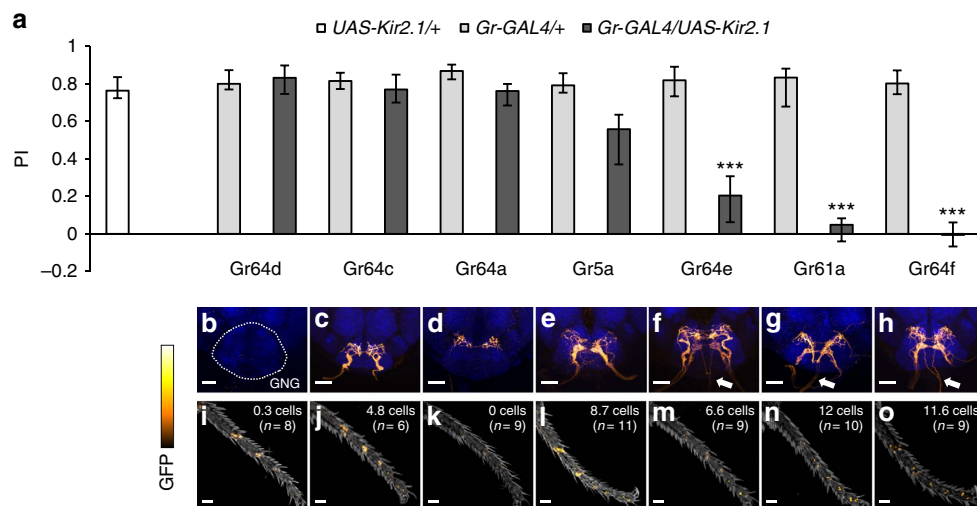 a
UAS-Kir2.1/+ Gr-GAL4/+ Gr-GAL4/UAS-Kir2.1
PI
1
0.8
0.6
0.4
0.2
0
–0.2
*** *** ***
Gr64d Gr64c Gr64a Gr5a Gr64e Gr61a Gr64f
b c d e f g h
GNG
GFP
i j k l m n o
0.3 cells (n = 8)
4.8 cells (n = 6)
0 cells (n = 9)
8.7 cells (n = 11)
6.6 cells (n = 9)
12 cells (n = 10)
11.6 cells (n = 9)